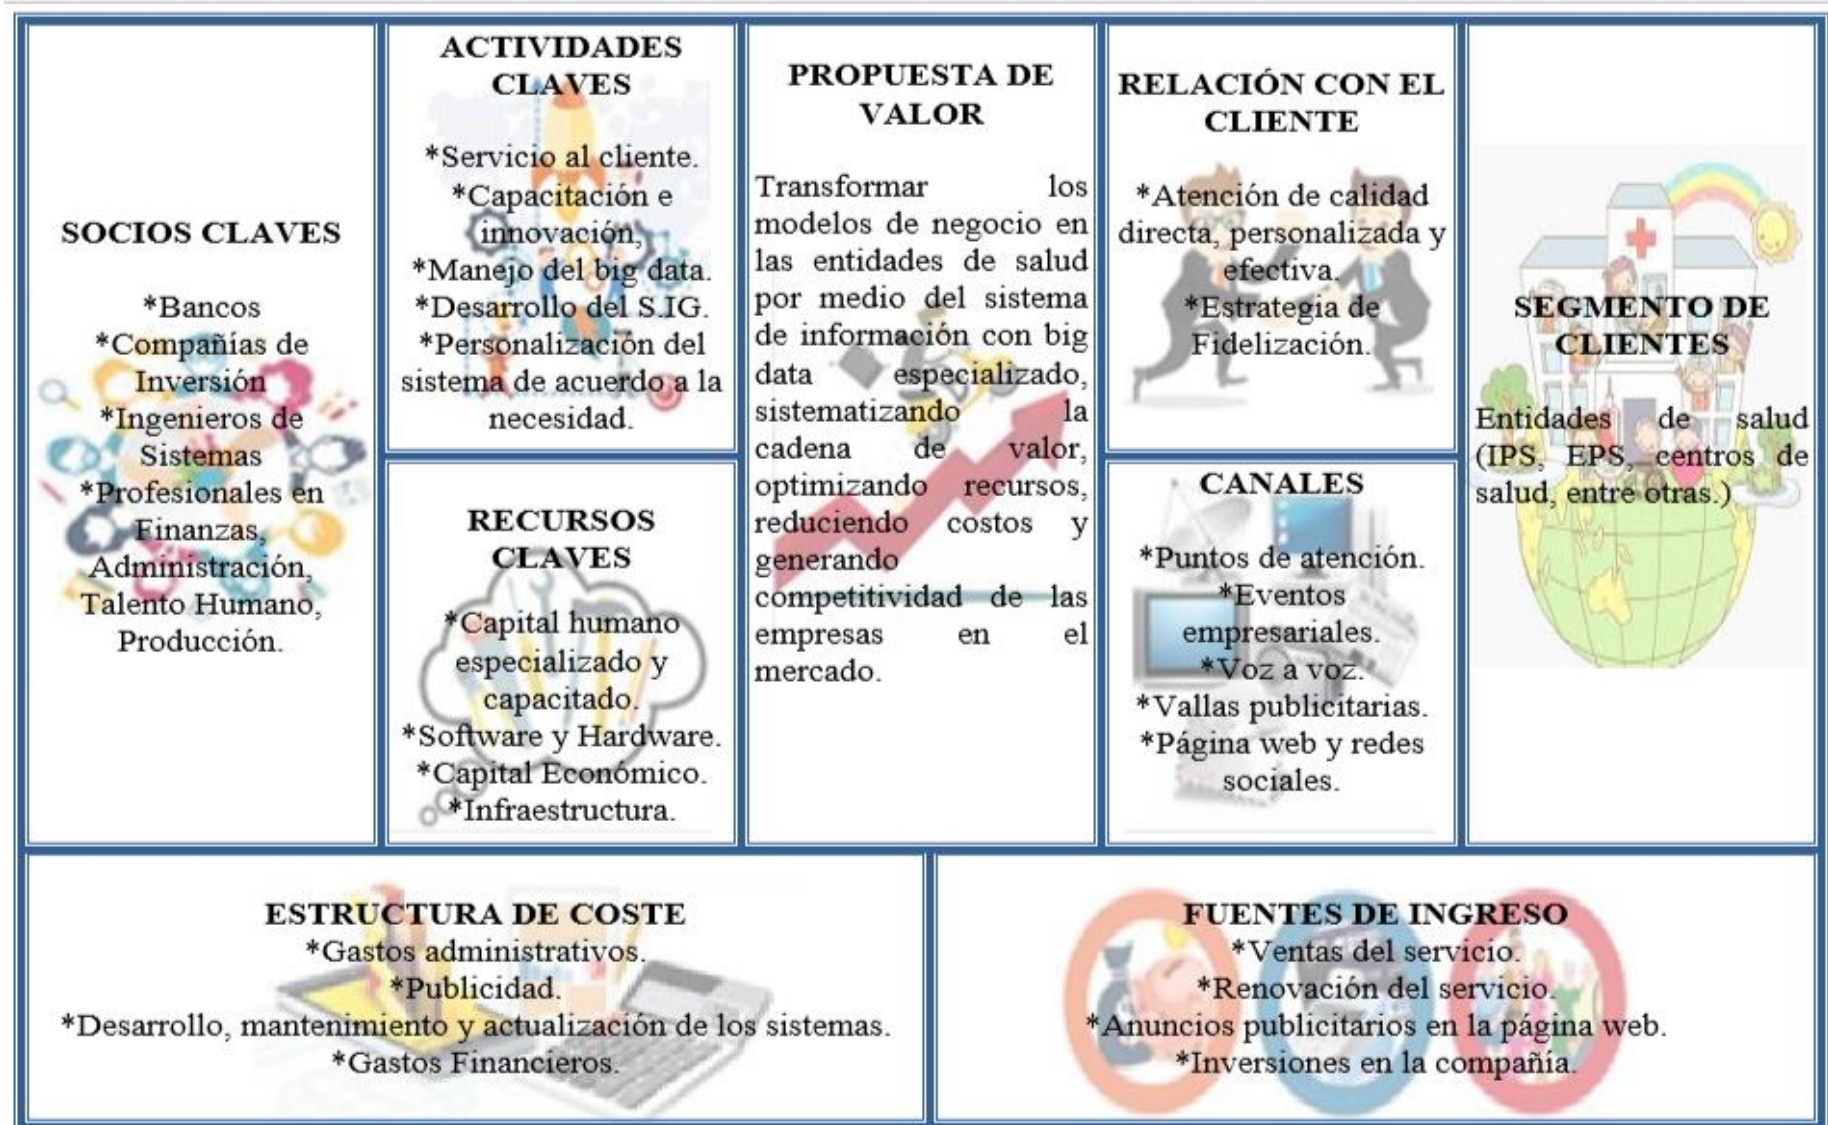 SOCIOS CLAVES
*Bancos
*Compañías de
Inversión
*Ingenieros de
Sistemas
*Profesionales en
Finanzas,
Administración,
Talento Humano,
Producción.
ACTIVIDADES
CLAVES
*Servicio al cliente.
*Capacitación e
innovación,
*Manejo del big data.
*Desarrollo del S.IG.
*Personalización del
sistema de acuerdo a la
necesidad.
RECURSOS
CLAVES
*Capital humano
especializado y
capacitado.
*Software y Hardware.
*Capital Económico.
*Infraestructura.
PROPUESTA DE
VALOR
Transformar los
modelos de negocio en
las entidades de salud
por medio del sistema
de información con big
data especializado,
sistematizando la
cadena de valor,
optimizando recursos,
reduciendo costos y
generando
competitividad de las
empresas en el
mercado.
RELACIÓN CON EL
CLIENTE
*Atención de calidad
directa, personalizada y
efectiva.
*Estrategia de
Fidelización.
CANALES
*Puntos de atención.
*Eventos
empresariales.
*Voz a voz.
*Vallas publicitarias.
*Página web y redes
sociales.
SEGMENTO DE
CLIENTES
Entidades de salud
(IPS, EPS, centros de
salud, entre otras.)
ESTRUCTURA DE COSTE
*Gastos administrativos.
*Publicidad.
*Desarrollo, mantenimiento y actualización de los sistemas.
*Gastos Financieros.
FUENTES DE INGRESO
*Ventas del servicio.
*Renovación del servicio.
*Anuncios publicitarios en la página web.
*Inversiones en la compañía.